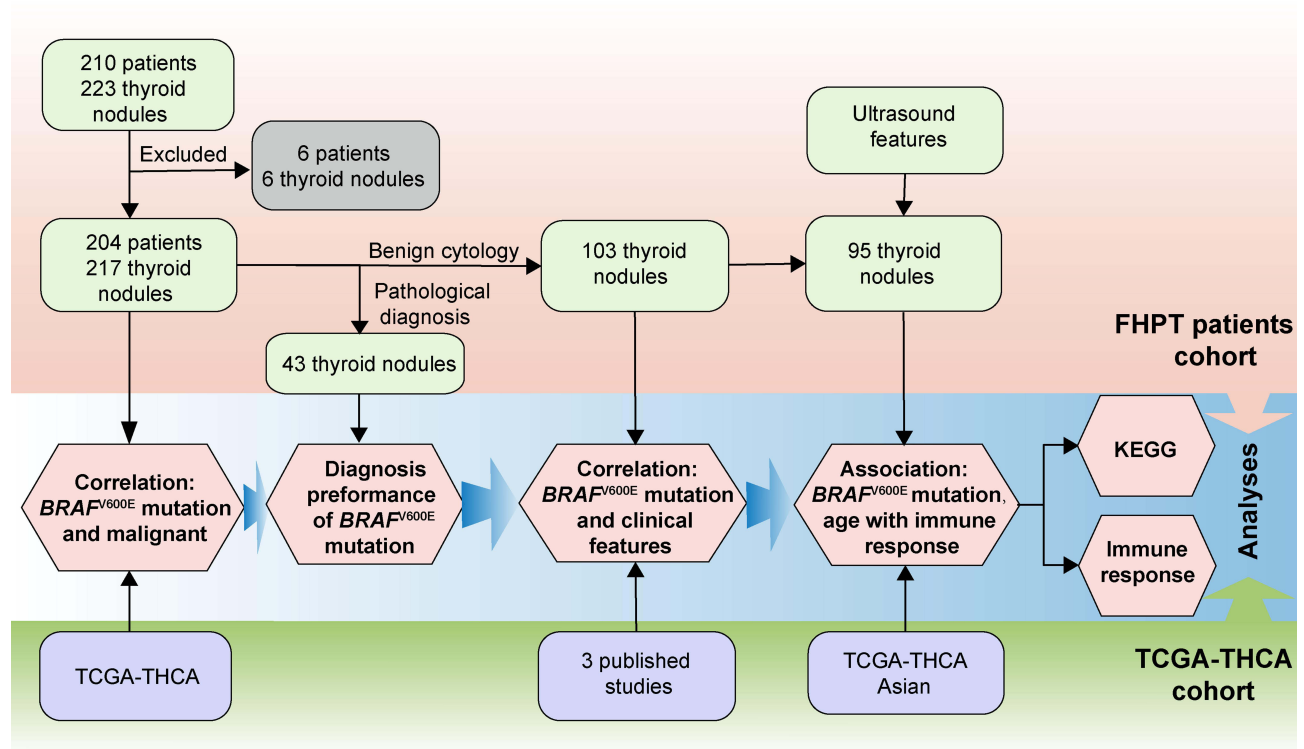 210 patients
223 thyroid
nodules
Excluded
6 patients
6 thyroid nodules
Ultrasound
features
204 patients
217 thyroid
nodules
Benign cytology
103 thyroid
nodules
95 thyroid
nodules
Pathological
diagnosis
43 thyroid nodules
FHPT patients
cohort
Correlation:
BRAFV600E mutation
and malignant
Diagnosis
preformance
of BRAFV600E
mutation
Correlation:
BRAFV600E mutation
and clinical
features
Association:
BRAFV600E mutation,
age with immune
response
KEGG
Immune
response
Analyses
TCGA-THCA
3 published
studies
TCGA-THCA
Asian
TCGA-THCA
cohort